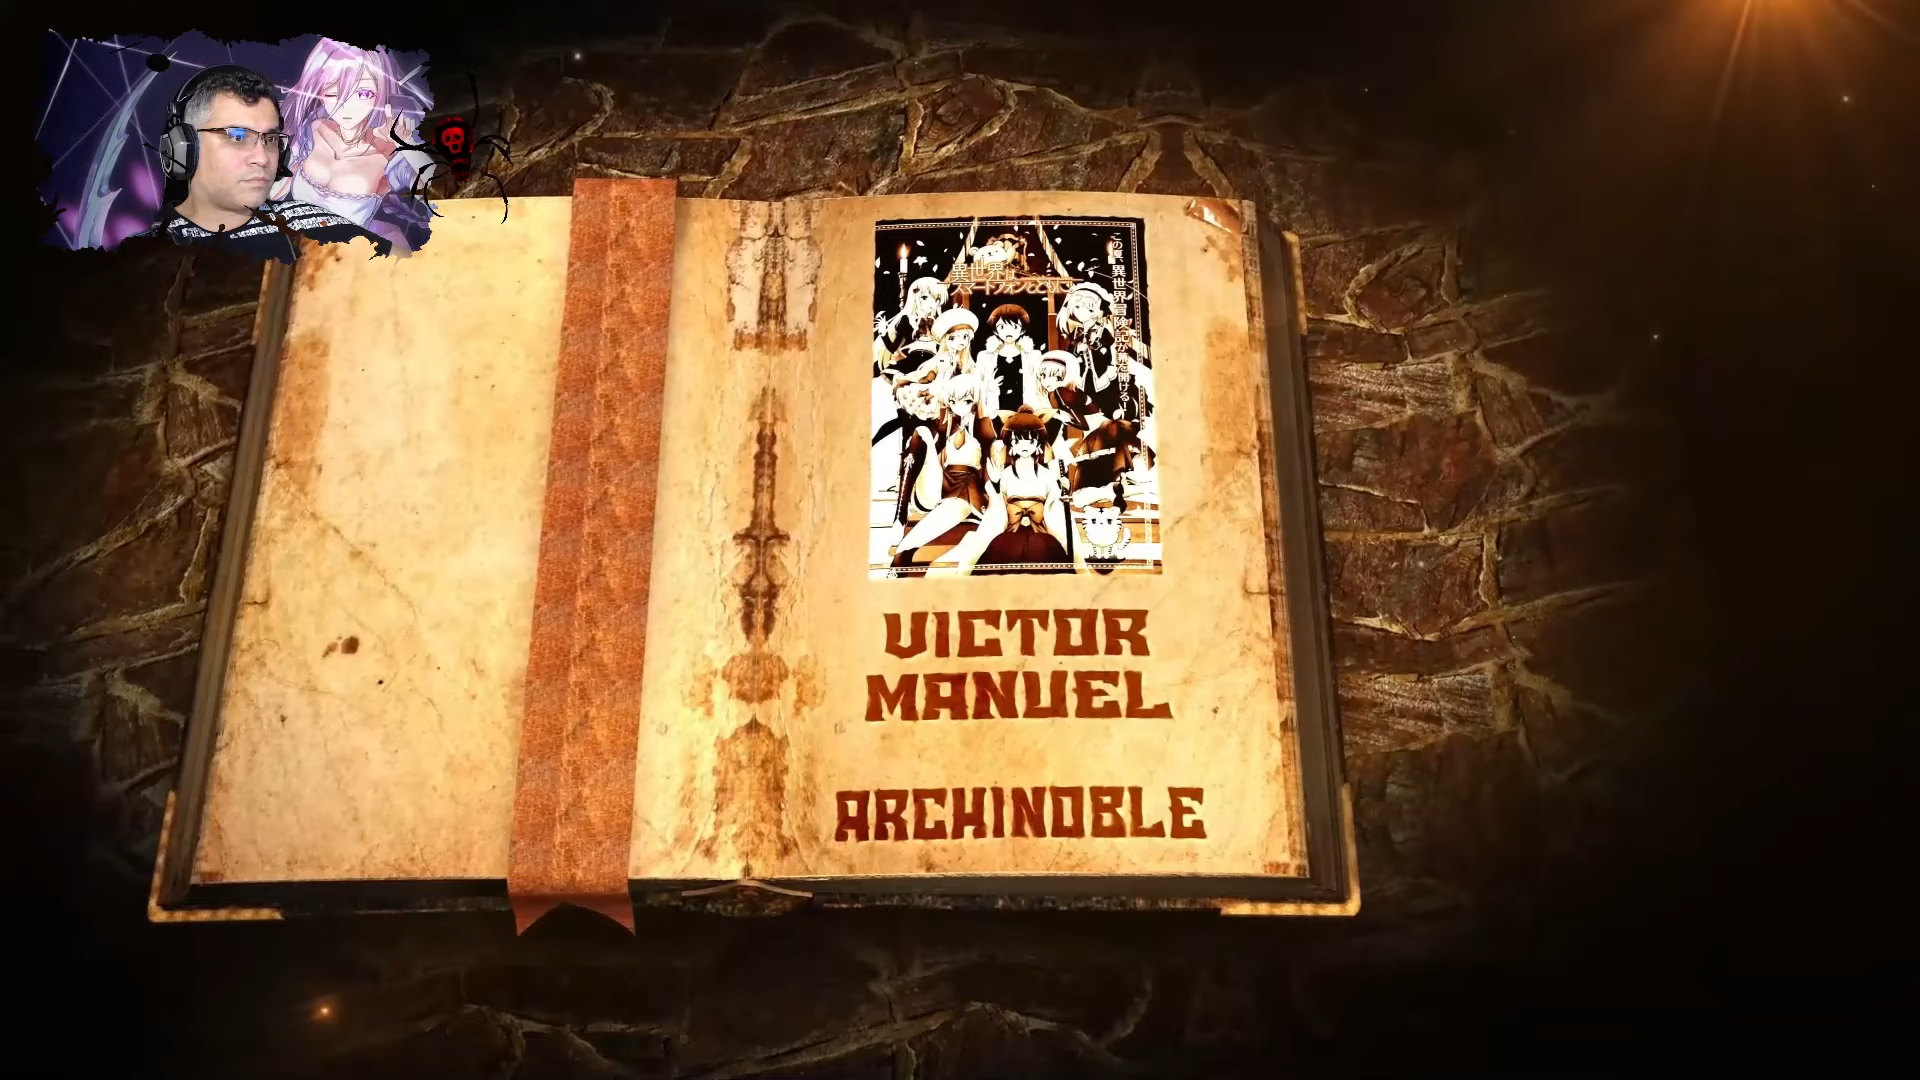 異世界は
スマートフォンとともに
この夏、異世界冒険記が幕を開ける！
VICTOR
MANUEL
ARCHINOBLE